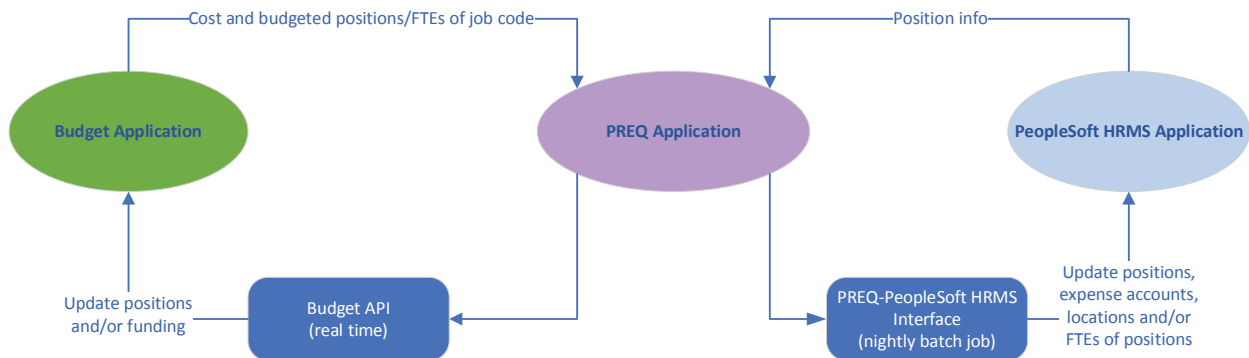 Cost and budgeted positions/FTEs of job code
Position info
Budget Application
PREQ Application
PeopleSoft HRMS Application
Update positions
and/or funding
Budget API
(real time)
PREQ-PeopleSoft HRMS
Interface
(nightly batch job)
Update positions,
expense accounts,
locations and/or
FTEs of positions